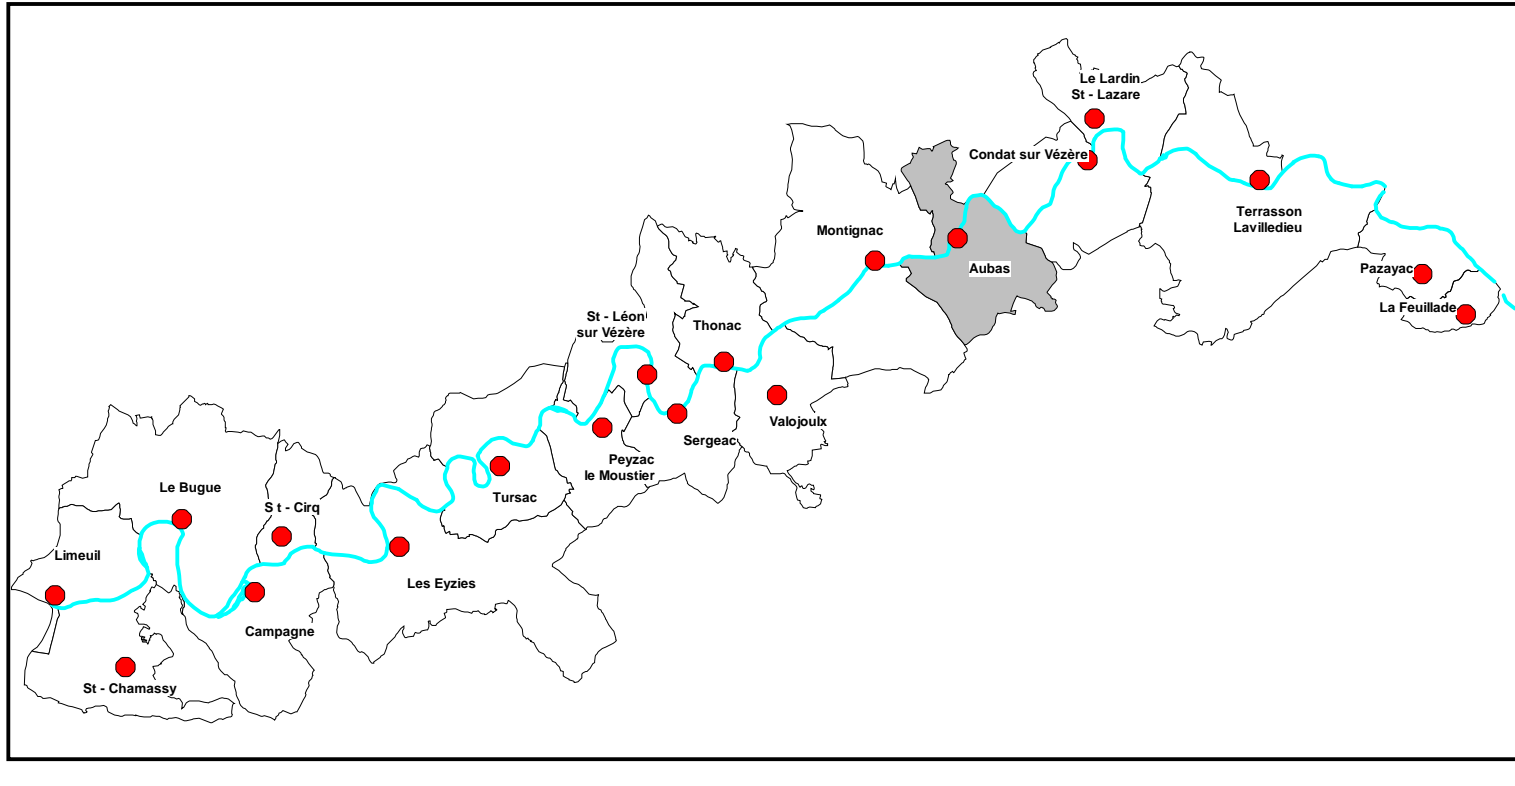 Le Lardin
St - Lazare
Condat sur Vézère
Terrasson
Lavilledieu
Montignac
Aubas
Pazayac
La Feuillade
St - Léon
sur Vézère
Thonac
Valojoulx
Sergeac
Peyzac
le Moustier
Tursac
Le Bugue
S t - Cirq
Limeuil
Les Eyzies
Campagne
St - Chamassy